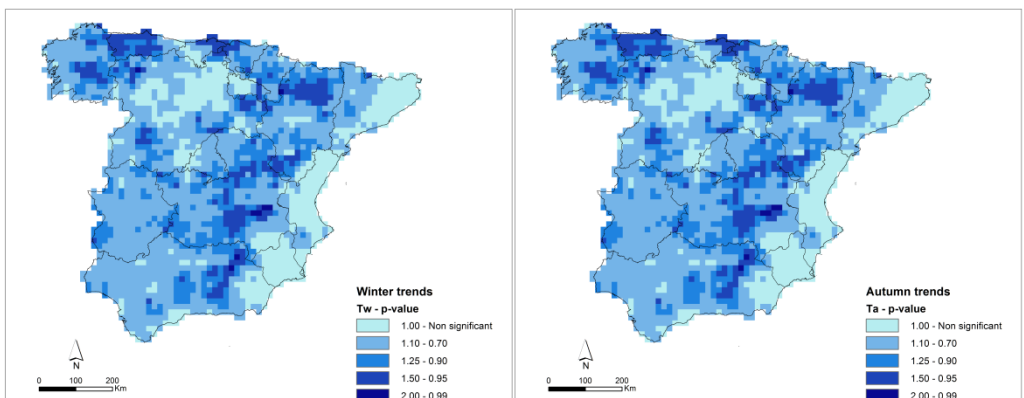 Winter trends
Tw - p-value
1.00 - Non significant
1.10 - 0.70
1.25 - 0.90
1.50 - 0.95
2.00 - 0.99
N
0 100 200
Km
Autumn trends
Ta - p-value
1.00 - Non significant
1.10 - 0.70
1.25 - 0.90
1.50 - 0.95
2.00 - 0.99
N
0 100 200
Km